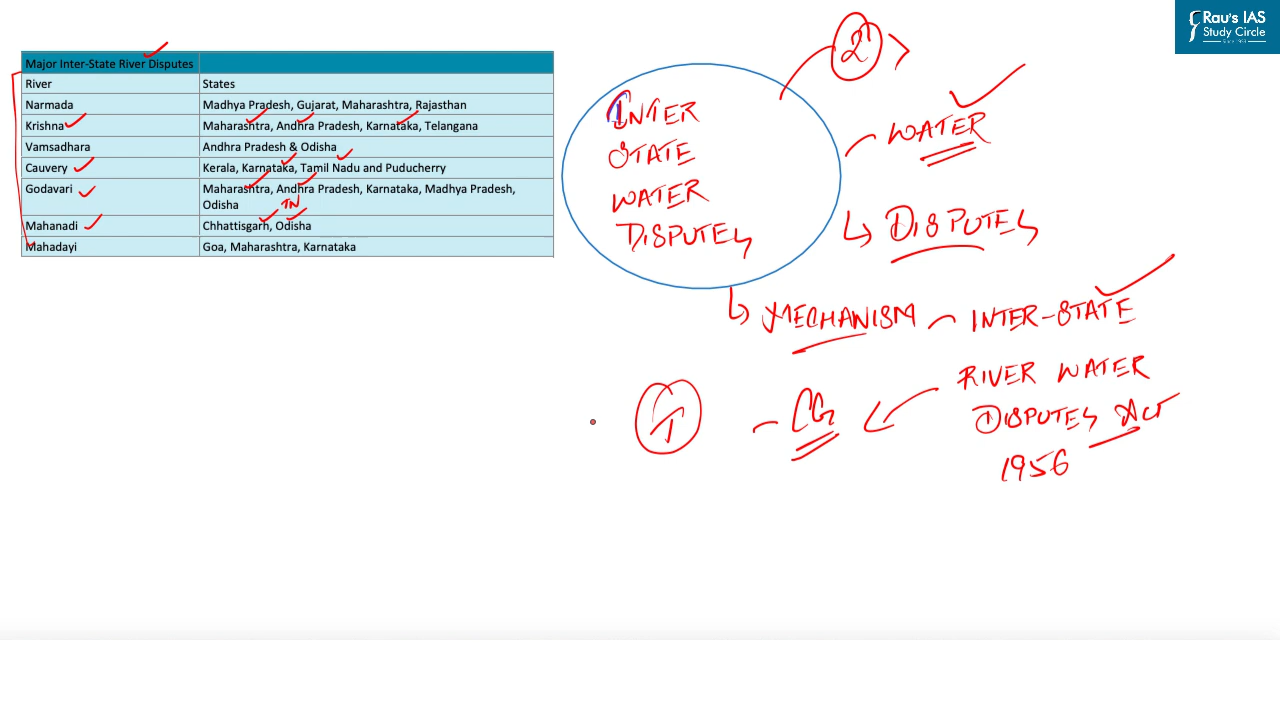 Rau's IAS
Study Circle
Since 1953
Major Inter-State River Disputes
River States
Narmada Madhya Pradesh, Gujarat, Maharashtra, Rajasthan
Krishna Maharashtra, Andhra Pradesh, Karnataka, Telangana
Vamsadhara Andhra Pradesh & Odisha
Cauvery Kerala, Karnataka, Tamil Nadu and Puducherry
Godavari Maharashtra, Andhra Pradesh, Karnataka, Madhya Pradesh,
Odisha
TN
Mahanadi Chhattisgarh, Odisha
Mahadayi Goa, Maharashtra, Karnataka
INTER
STATE
WATER
DISPUTES
2
WATER
DISPUTES
MECHANISM - INTER-STATE
RIVER WATER
DISPUTES ACT
1956
CG
T